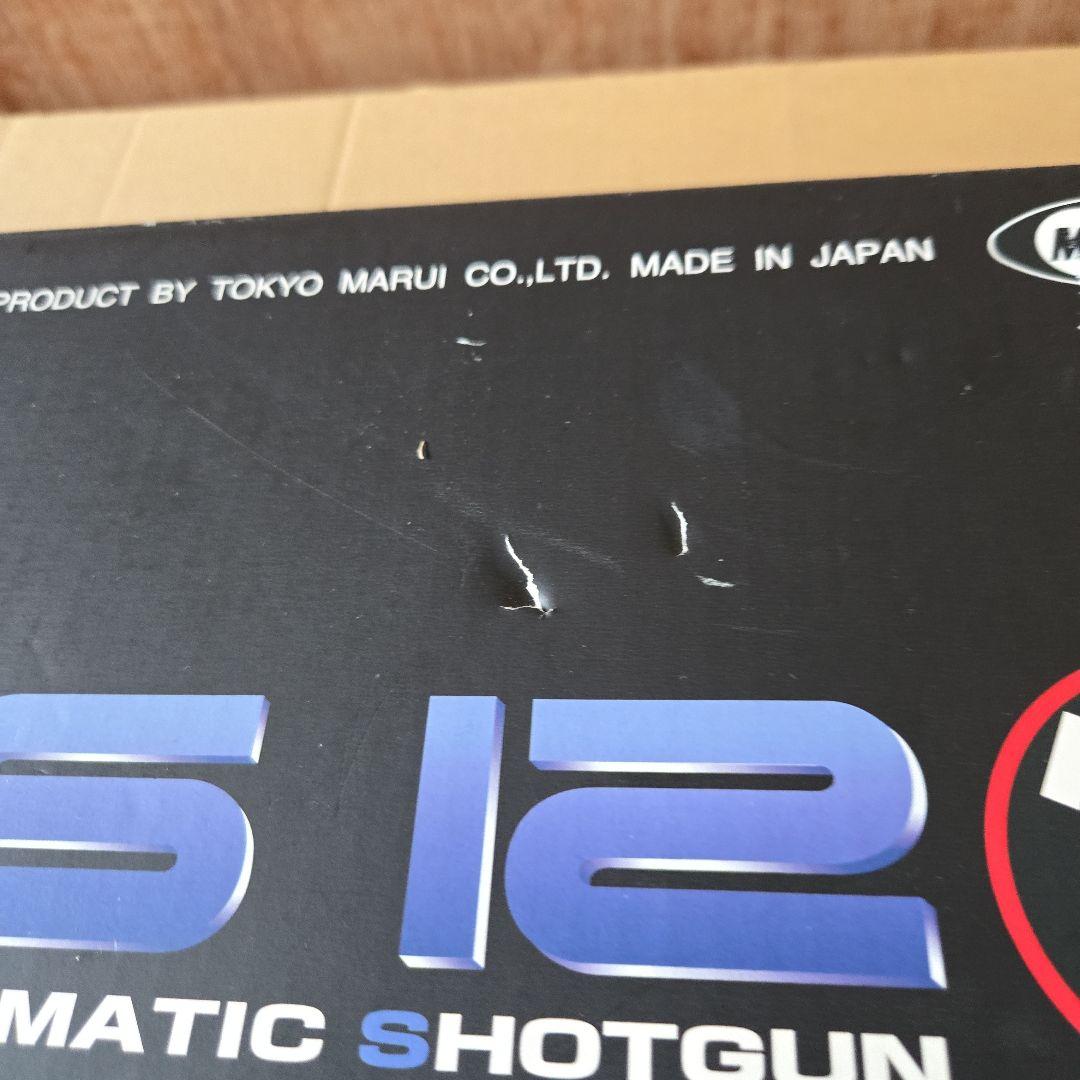 PRODUCT BY TOKYO MARUI CO.,LTD. MADE IN JAPAN
S 12
MATIC SHOTGUN